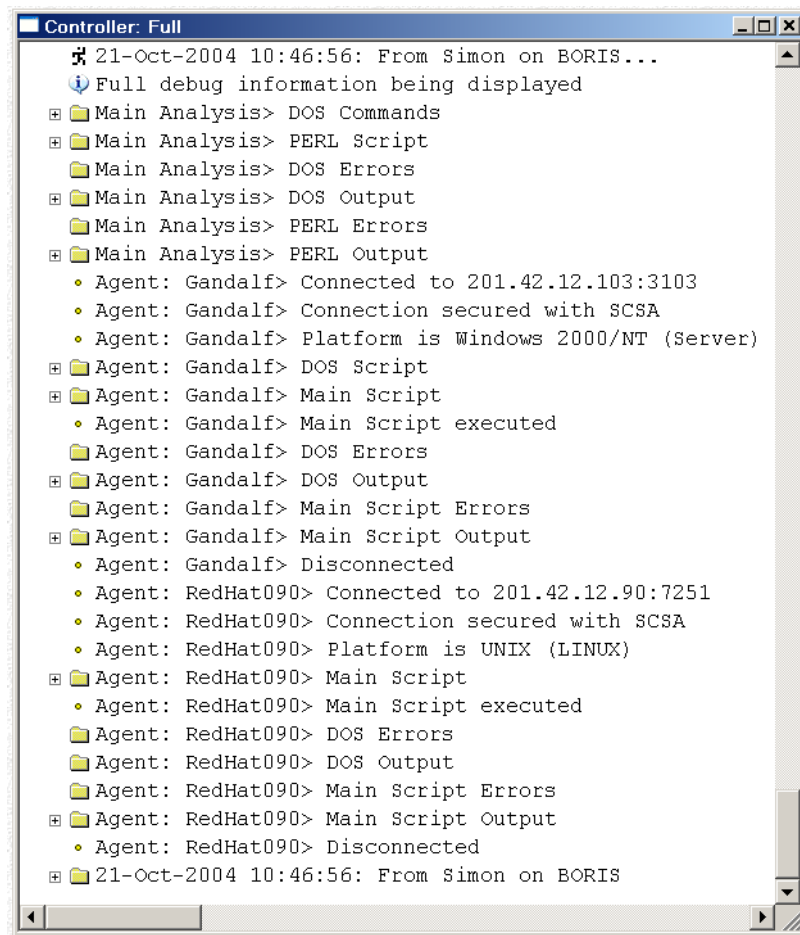 Controller: Full
21-Oct-2004 10:46:56: From Simon on BORIS...
Full debug information being displayed
Main Analysis> DOS Commands
Main Analysis> PERL Script
Main Analysis> DOS Errors
Main Analysis> DOS Output
Main Analysis> PERL Errors
Main Analysis> PERL Output
Agent: Gandalf> Connected to 201.42.12.103:3103
Agent: Gandalf> Connection secured with SCSA
Agent: Gandalf> Platform is Windows 2000/NT (Server)
Agent: Gandalf> DOS Script
Agent: Gandalf> Main Script
Agent: Gandalf> Main Script executed
Agent: Gandalf> DOS Errors
Agent: Gandalf> DOS Output
Agent: Gandalf> Main Script Errors
Agent: Gandalf> Main Script Output
Agent: Gandalf> Disconnected
Agent: RedHat090> Connected to 201.42.12.90:7251
Agent: RedHat090> Connection secured with SCSA
Agent: RedHat090> Platform is UNIX (LINUX)
Agent: RedHat090> Main Script
Agent: RedHat090> Main Script executed
Agent: RedHat090> DOS Errors
Agent: RedHat090> DOS Output
Agent: RedHat090> Main Script Errors
Agent: RedHat090> Main Script Output
Agent: RedHat090> Disconnected
21-Oct-2004 10:46:56: From Simon on BORIS